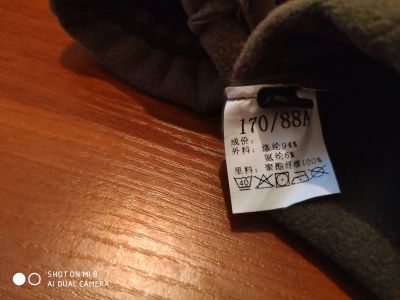 170/88A
成份:
外料: 涤纶94%
氨纶6%
里料: 聚酯纤维100%
40
SHOT ON MI 8
AI DUAL CAMERA